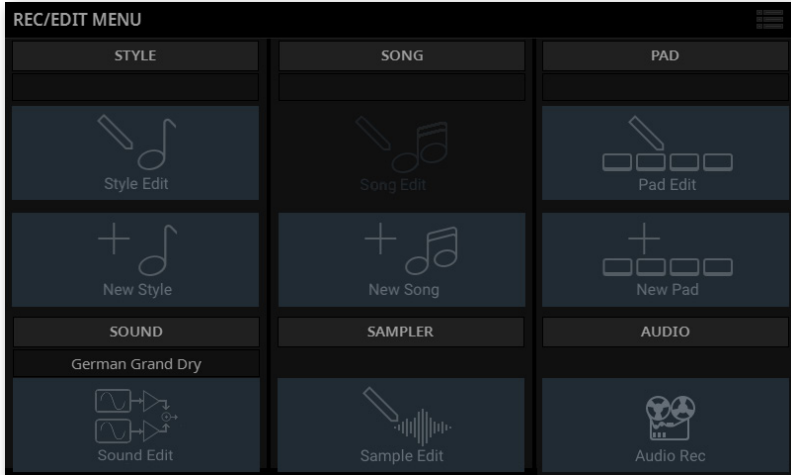 REC/EDIT MENU
STYLE
SONG
PAD
Style Edit
Song Edit
Pad Edit
New Style
New Song
New Pad
SOUND
SAMPLER
AUDIO
German Grand Dry
Sound Edit
Sample Edit
Audio Rec